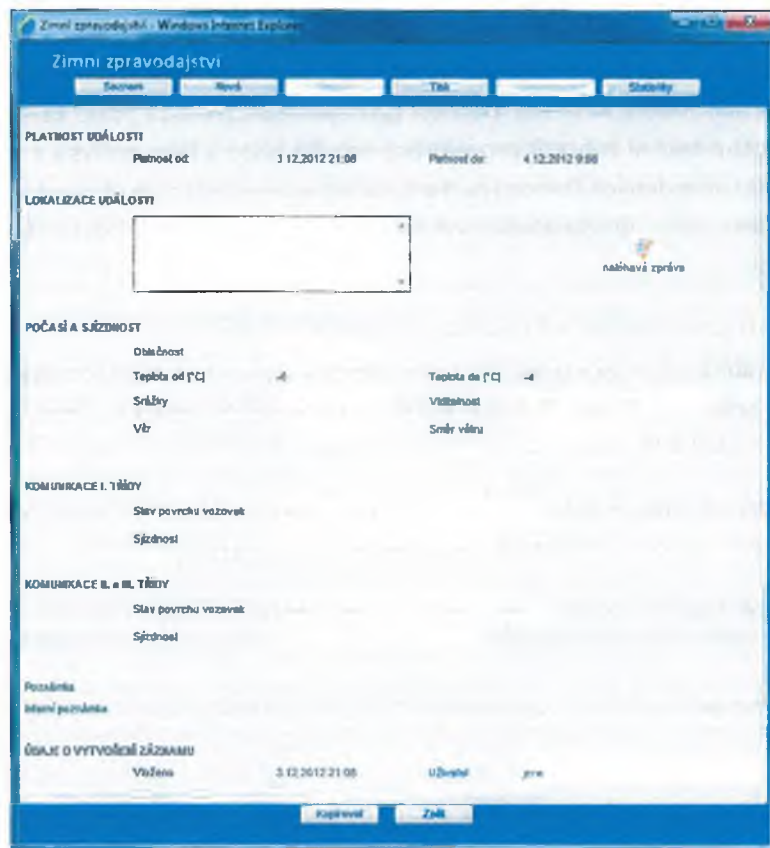 Zimní zpravodajství - Windows Internet Explorer
Zimní zpravodajství
Seznam Nová Tisk Statistiky
PLATNOST UDÁLOSTI
Platnost od: 3.12.2012 21:08 Platnost do: 4.12.2012 9:08
LOKALIZACE UDÁLOSTI
naléhavá zpráva
POČASÍ A SJÍZDNOST
Oblačnost
Teplota od [°C] -4 Teplota do [°C] -4
Srážky Viditelnost
Vítr Směr větru
KOMUNIKACE I. TŘÍDY
Stav povrchu vozovek
Sjízdnost
KOMUNIKACE II. a III. TŘÍDY
Stav povrchu vozovek
Sjízdnost
Poznámka
Interní poznámka
ÚDAJE O VYTVOŘENÍ ZÁZNAMU
Vloženo 3.12.2012 21:08 Uživatel
Kopírovat Zpět